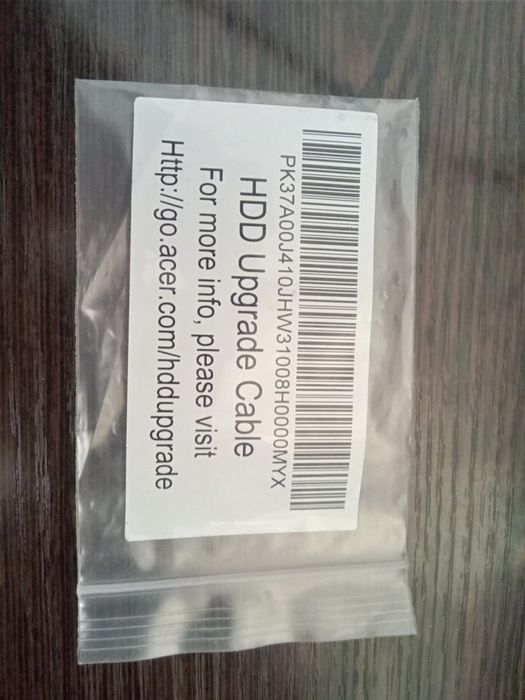 PK37A00J410JHW31008H0000MYX
HDD Upgrade Cable
For more info, please visit
Http://go.acer.com/hddupgrade